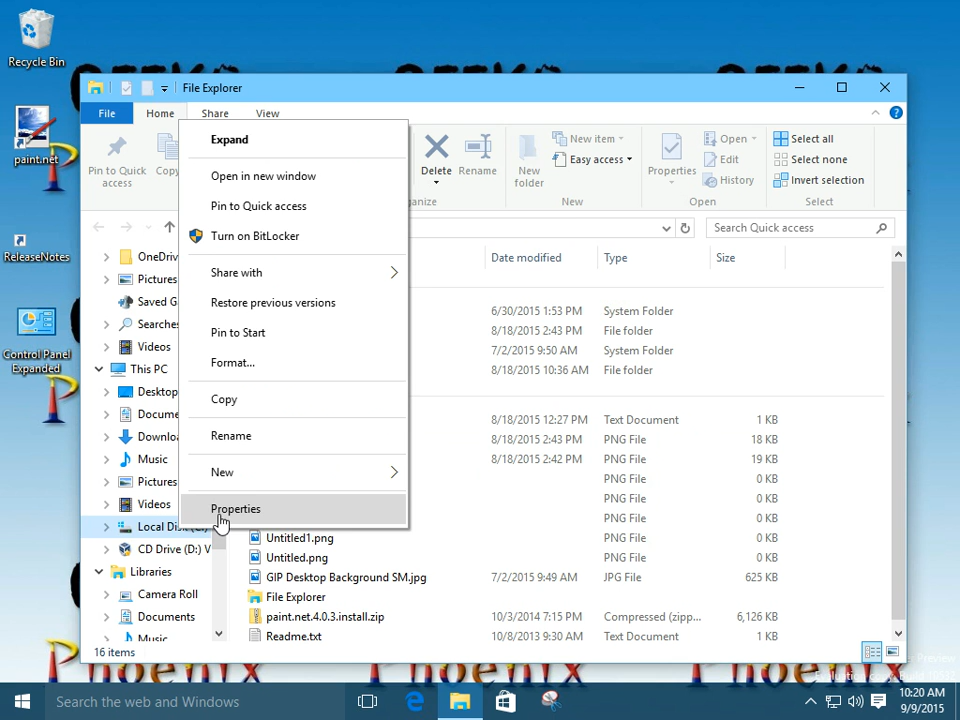 Recycle Bin
paint.net
ReleaseNotes
Control Panel
Expanded
File Explorer
File
Home
Share
View
Pin to Quick
access
Copy
Delete
Rename
Organize
New
folder
New item
Easy access
New
Properties
Open
Edit
History
Open
Select all
Select none
Invert selection
Select
Search Quick access
Expand
Open in new window
Pin to Quick access
Turn on BitLocker
Share with
Restore previous versions
Pin to Start
Format...
Copy
Rename
New
Properties
OneDriv
Pictures
Saved G
Searches
Videos
This PC
Desktop
Docume
Downlo
Music
Pictures
Videos
Local Disk (C:)
CD Drive (D:) V
Libraries
Camera Roll
Documents
Music
Date modified
Type
Size
6/30/2015 1:53 PM System Folder
8/18/2015 2:43 PM File folder
7/2/2015 9:50 AM System Folder
8/18/2015 10:36 AM File folder
8/18/2015 12:27 PM Text Document 1 KB
8/18/2015 2:43 PM PNG File 18 KB
8/18/2015 2:42 PM PNG File 19 KB
PNG File 0 KB
PNG File 0 KB
Untitled1.png PNG File 0 KB
Untitled.png PNG File 0 KB
GIP Desktop Background SM.jpg 7/2/2015 9:49 AM JPG File 625 KB
File Explorer
paint.net.4.0.3.install.zip 10/3/2014 7:15 PM Compressed (zipp... 6,126 KB
Readme.txt 10/8/2013 9:30 AM Text Document 1 KB
16 items
Search the web and Windows
10:20 AM
9/9/2015